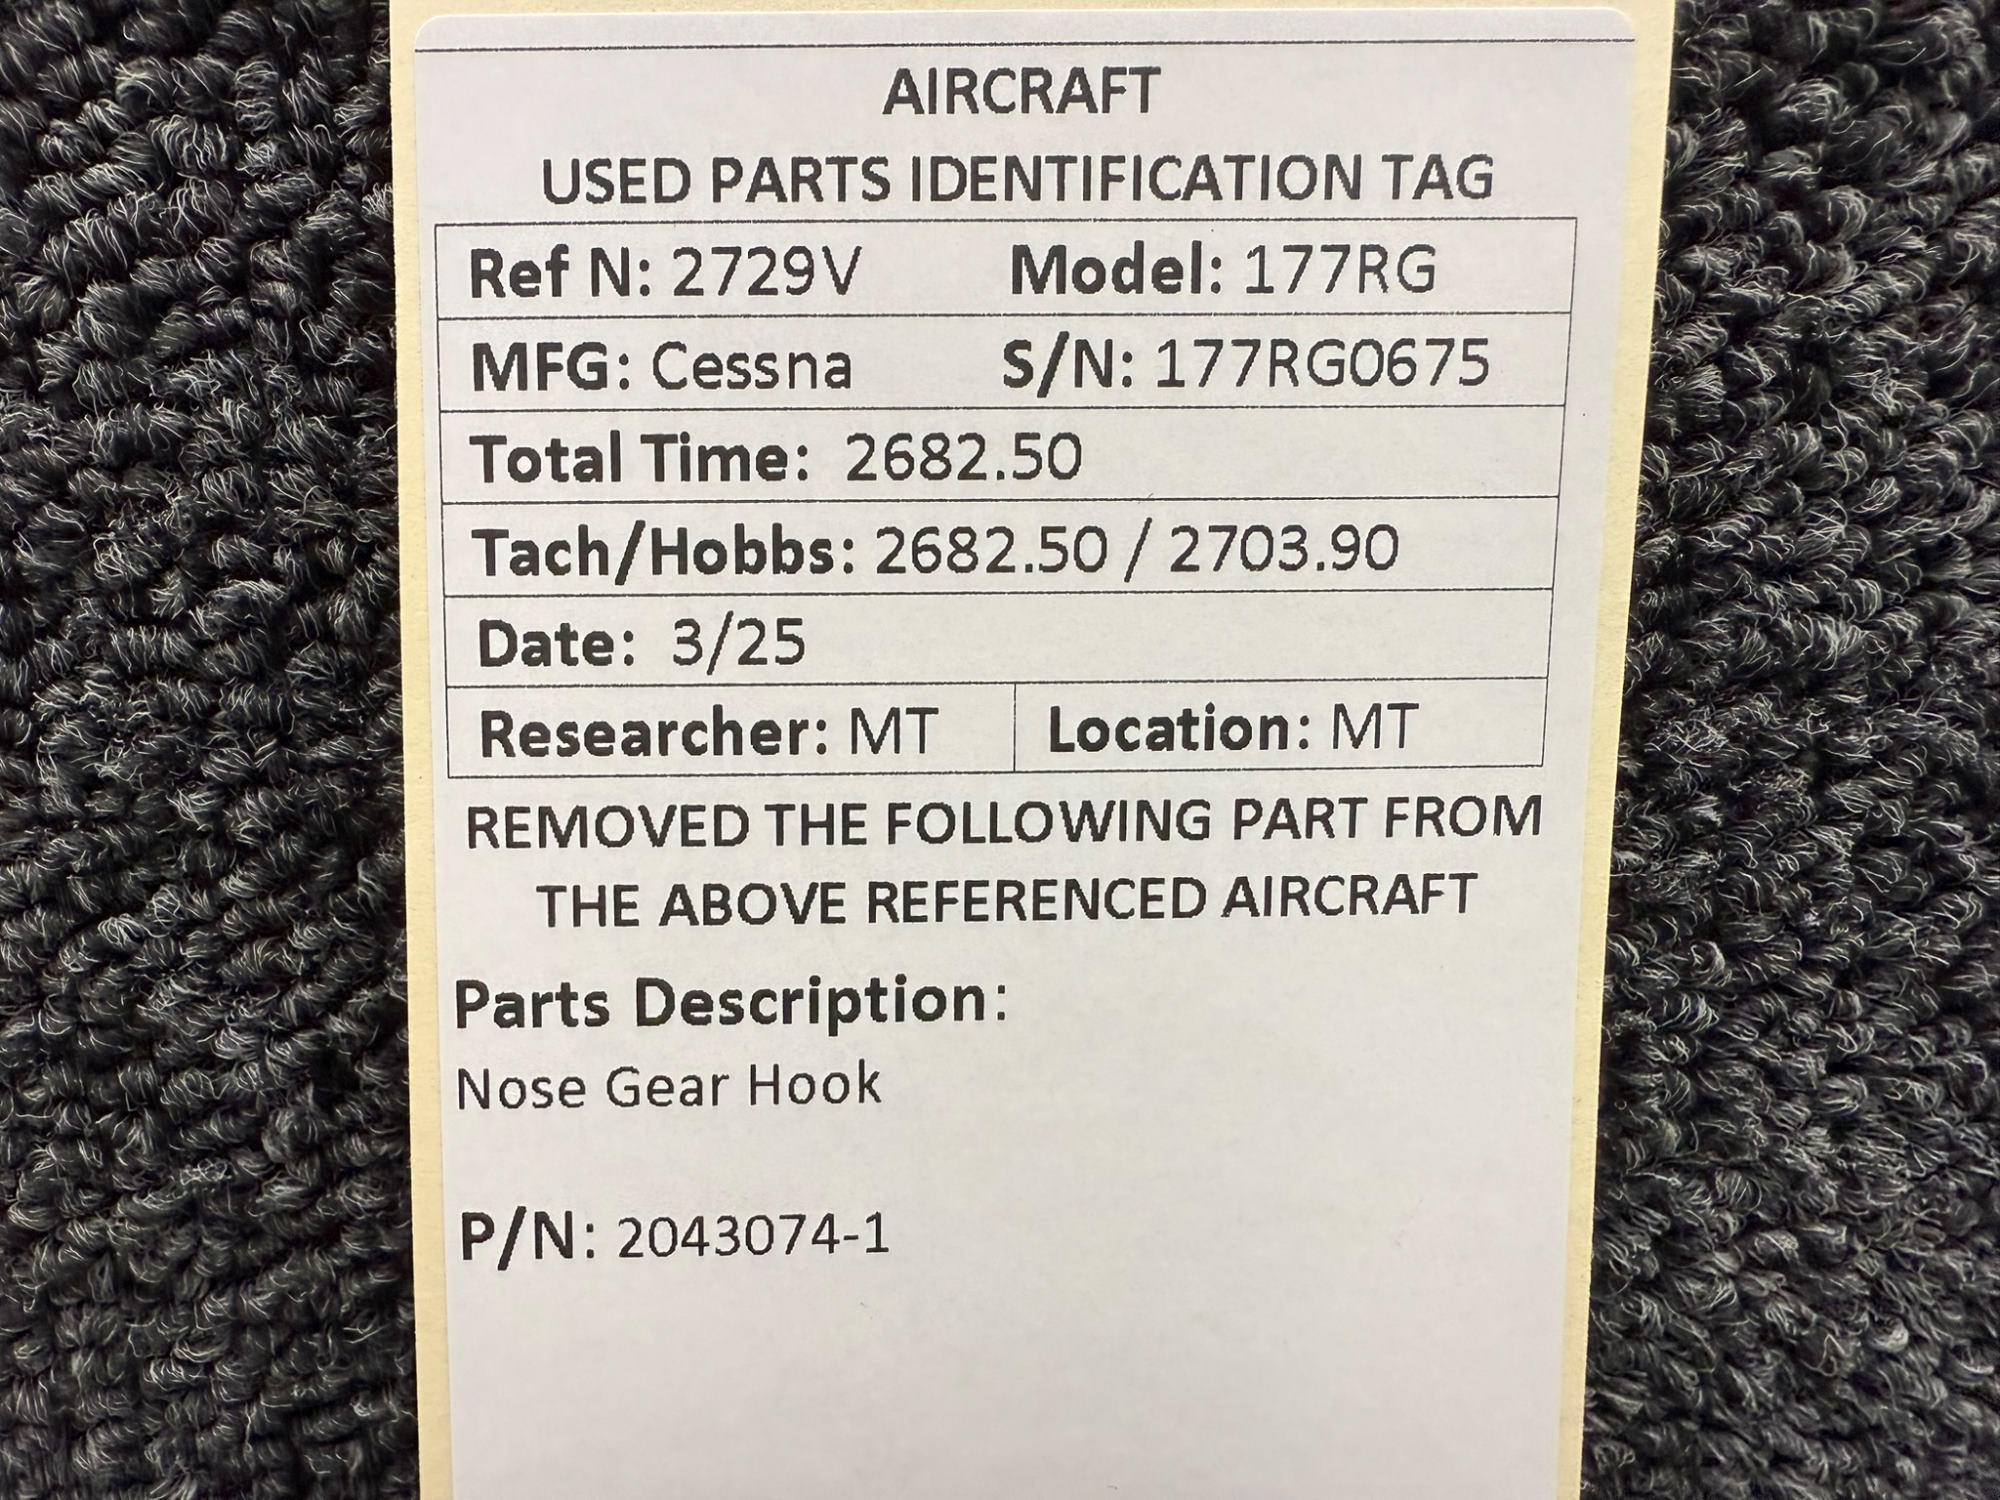 AIRCRAFT
USED PARTS IDENTIFICATION TAG
Ref N: 2729V Model: 177RG
MFG: Cessna S/N: 177RG0675
Total Time: 2682.50
Tach/Hobbs: 2682.50 / 2703.90
Date: 3/25
Researcher: MT Location: MT
REMOVED THE FOLLOWING PART FROM
THE ABOVE REFERENCED AIRCRAFT
Parts Description:
Nose Gear Hook
P/N: 2043074-1